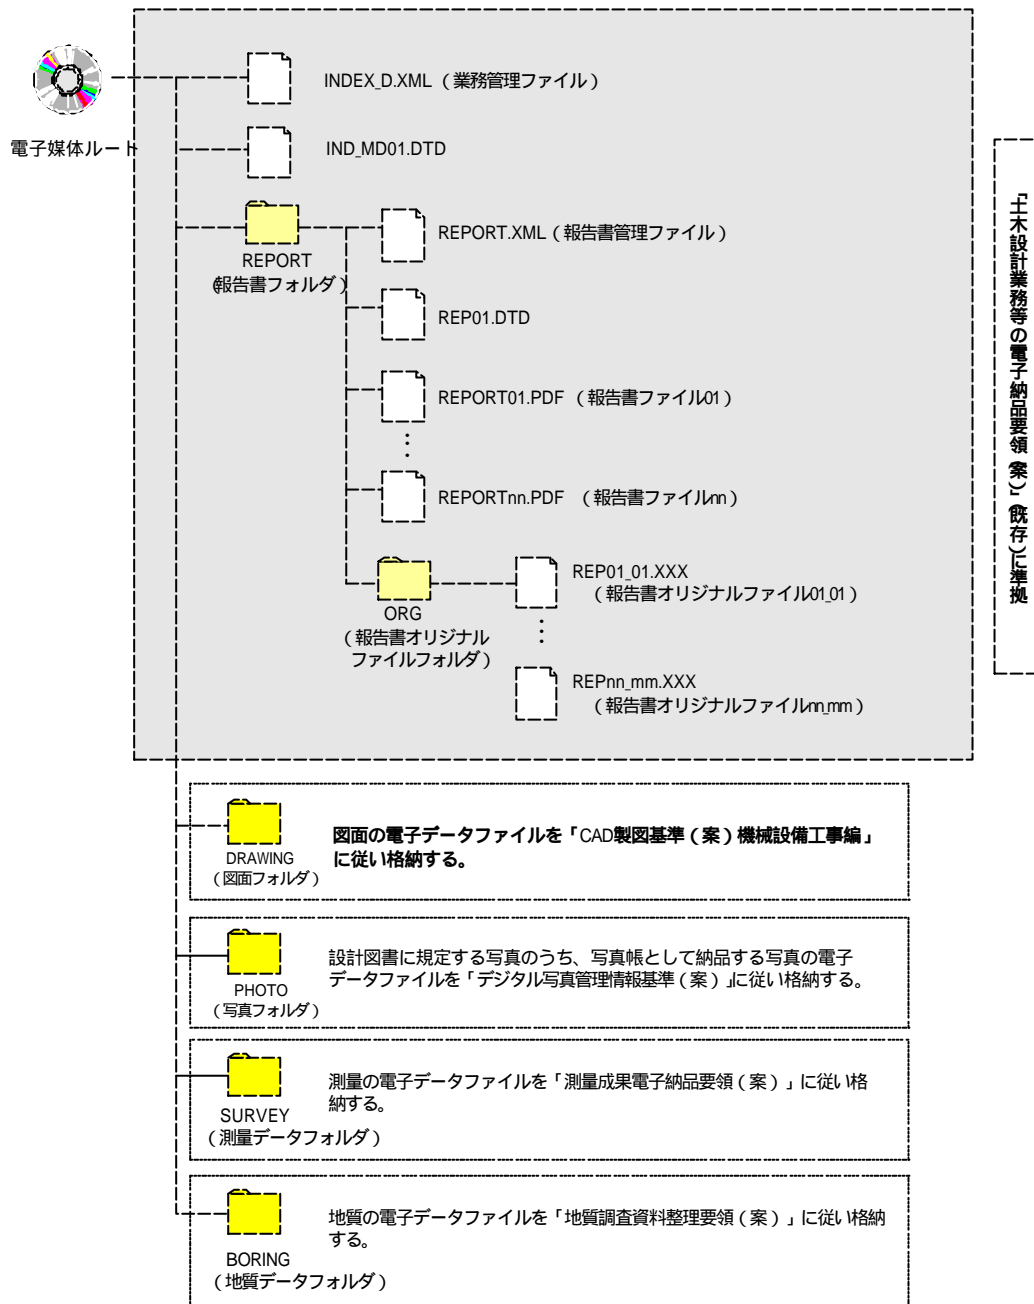 INDEX_D.XML（業務管理ファイル）
電子媒体ルート
IND_MD01.DTD
REPORT
（報告書フォルダ）
REPORT.XML（報告書管理ファイル）
REP01.DTD
REPORT01.PDF （報告書ファイル01）
REPORTnn.PDF （報告書ファイルnn）
ORG
（報告書オリジナル
ファイルフォルダ）
REP01_01.XXX
（報告書オリジナルファイル01_01）
REPnn_mm.XXX
（報告書オリジナルファイルnn_mm）
『土木設計業務等の電子納品要領（案）』（既存）に準拠
DRAWING
（図面フォルダ）
図面の電子データファイルを「CAD製図基準（案）機械設備工事編」
に従い格納する。
PHOTO
（写真フォルダ）
設計図書に規定する写真のうち、写真帳として納品する写真の電子
データファイルを「デジタル写真管理情報基準（案）」に従い格納する。
SURVEY
（測量データフォルダ）
測量の電子データファイルを「測量成果電子納品要領（案）」に従い格
納する。
BORING
（地質データフォルダ）
地質の電子データファイルを「地質調査資料整理要領（案）」に従い格納
する。